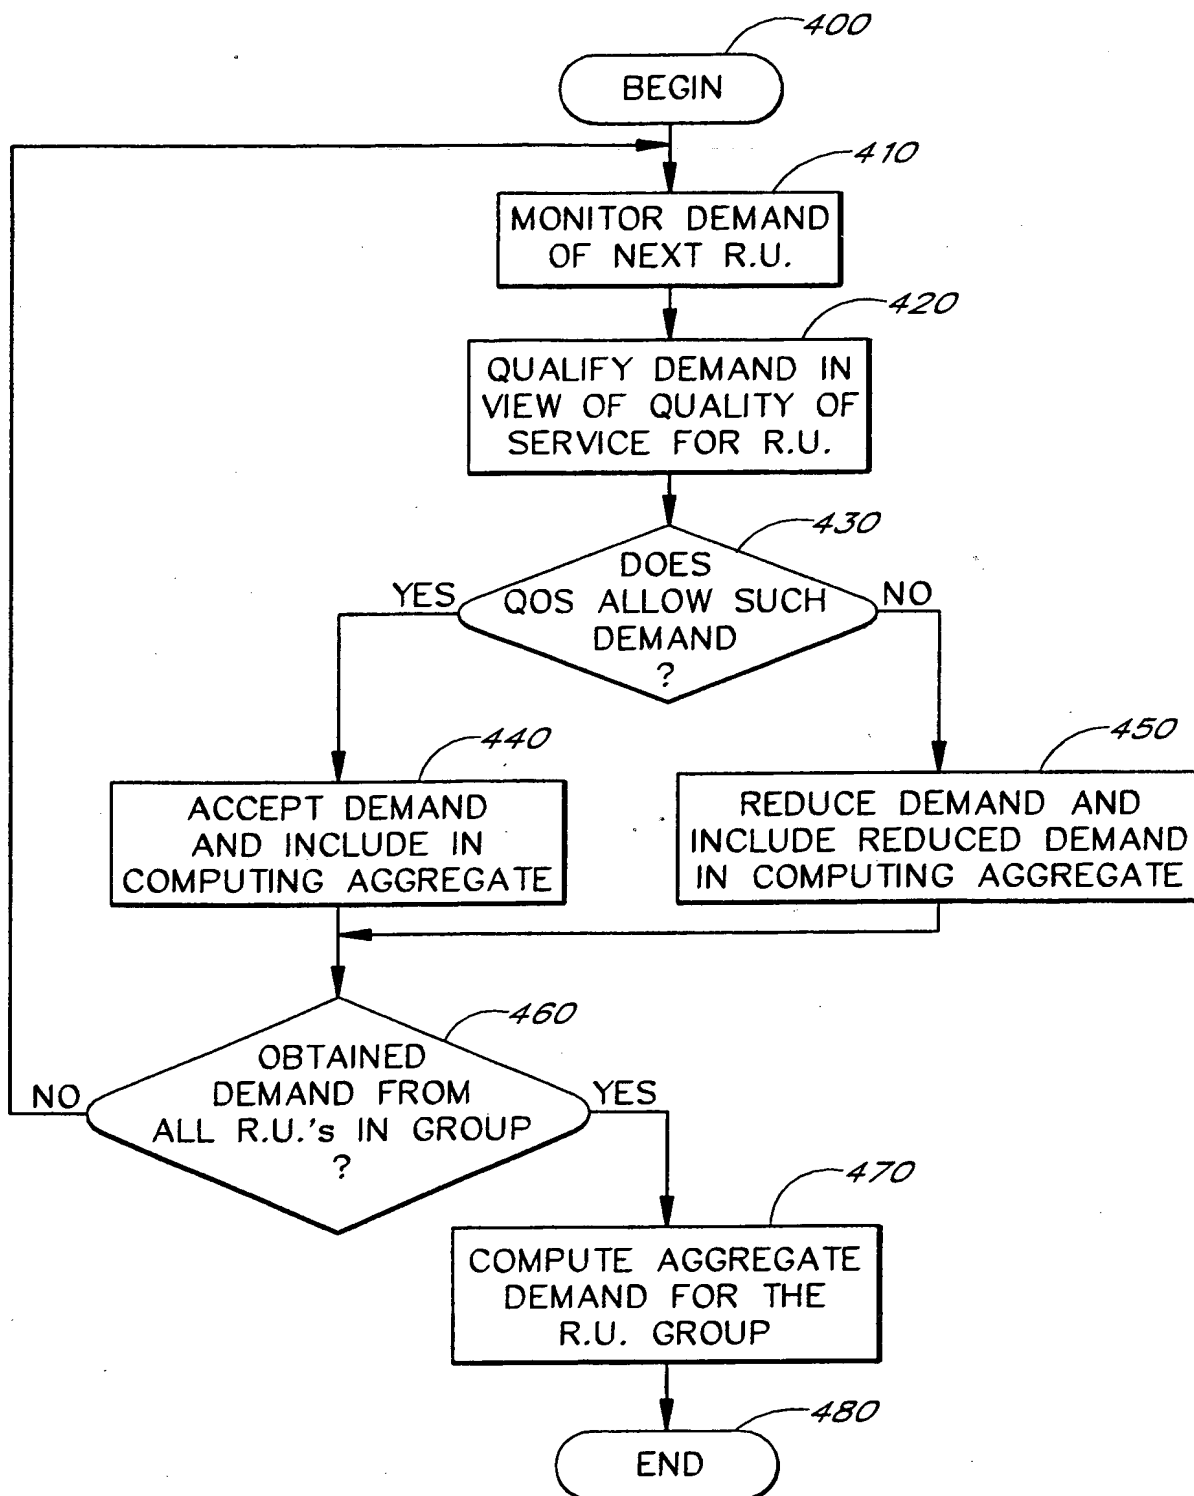 400
BEGIN
410
MONITOR DEMAND
OF NEXT R.U.
420
QUALIFY DEMAND IN
VIEW OF QUALITY OF
SERVICE FOR R.U.
430
DOES
QOS ALLOW SUCH
DEMAND
?
YES
NO
440
ACCEPT DEMAND
AND INCLUDE IN
COMPUTING AGGREGATE
450
REDUCE DEMAND AND
INCLUDE REDUCED DEMAND
IN COMPUTING AGGREGATE
460
OBTAINED
DEMAND FROM
ALL R.U.'s IN GROUP
?
NO
YES
470
COMPUTE AGGREGATE
DEMAND FOR THE
R.U. GROUP
480
END